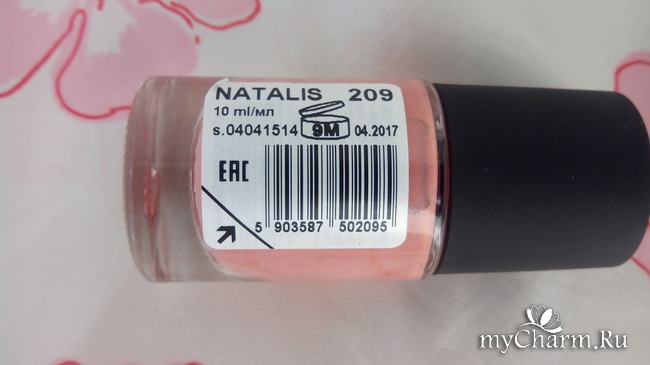 NATALIS 209
10 ml/мл
s.04041514 9M 04.2017
EAC
5 903587 502095
myCharm.Ru